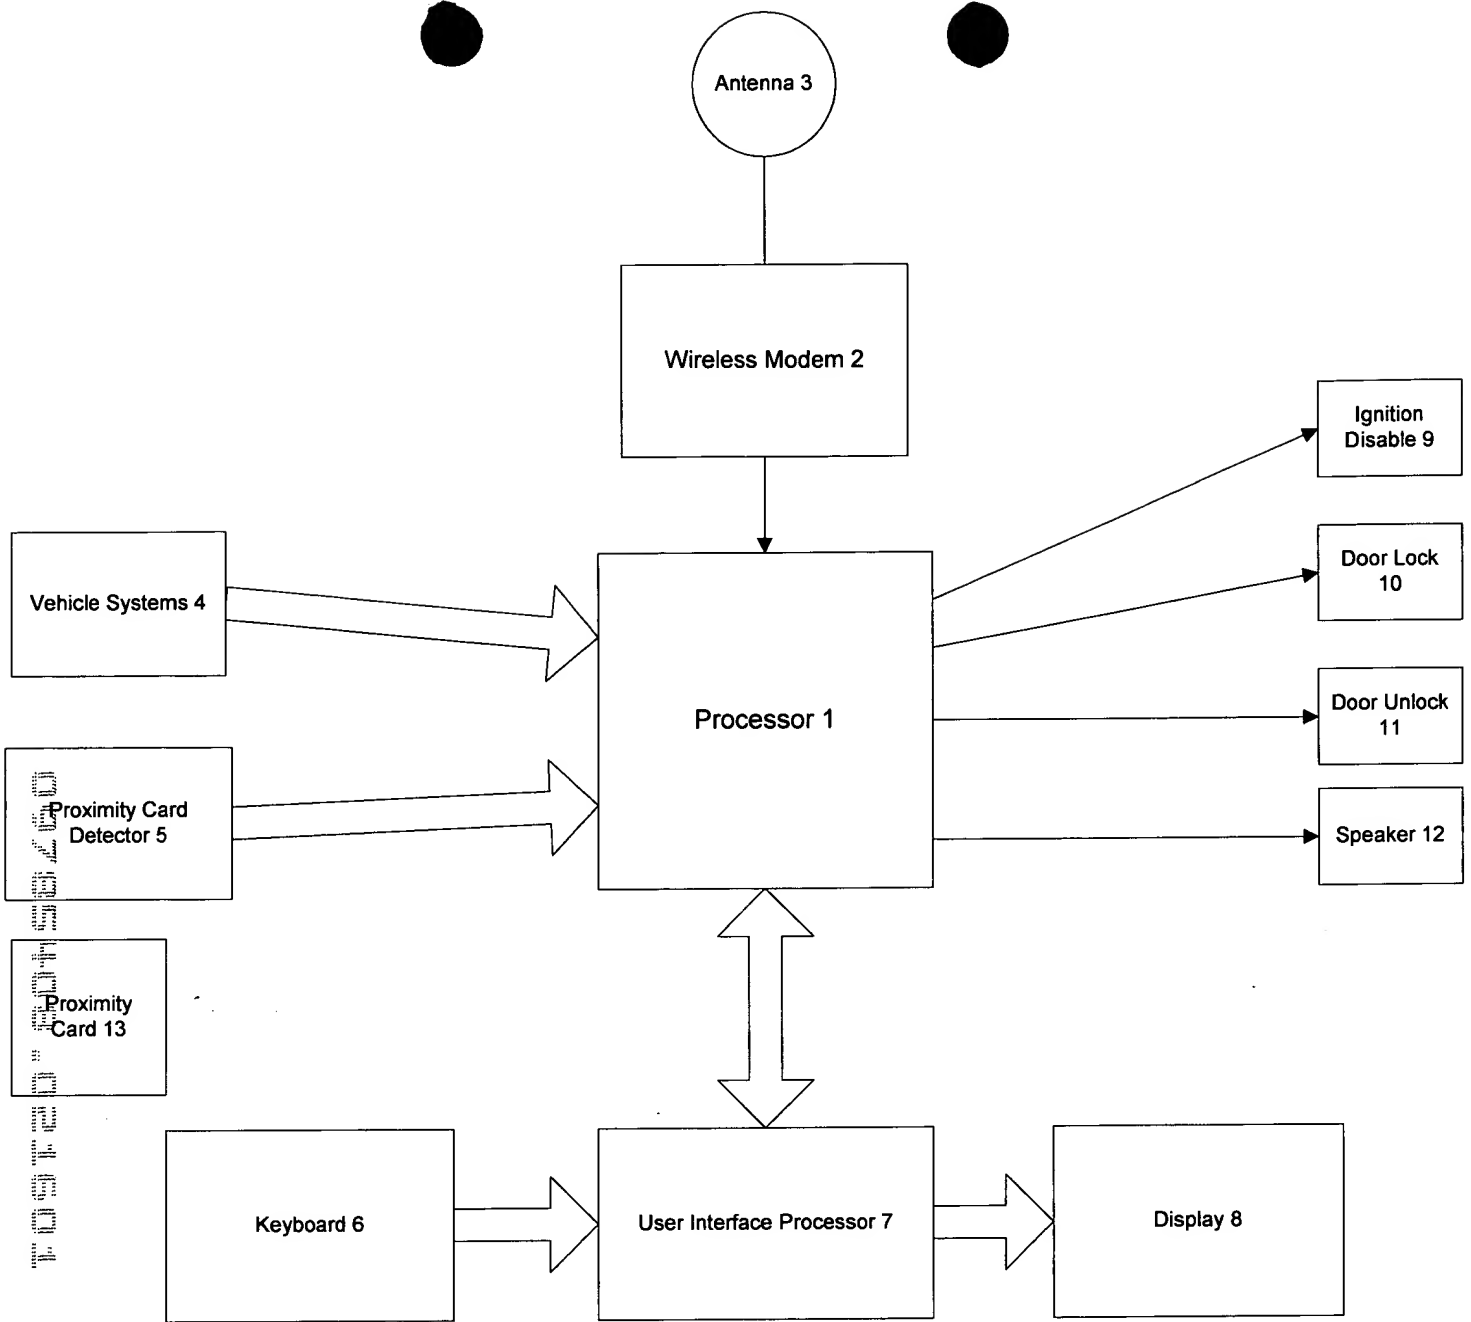 Antenna 3
Wireless Modem 2
Ignition
Disable 9
Door Lock
10
Vehicle Systems 4
Processor 1
Door Unlock
11
Proximity Card
Detector 5
Speaker 12
Proximity
Card 13
Keyboard 6
User Interface Processor 7
Display 8